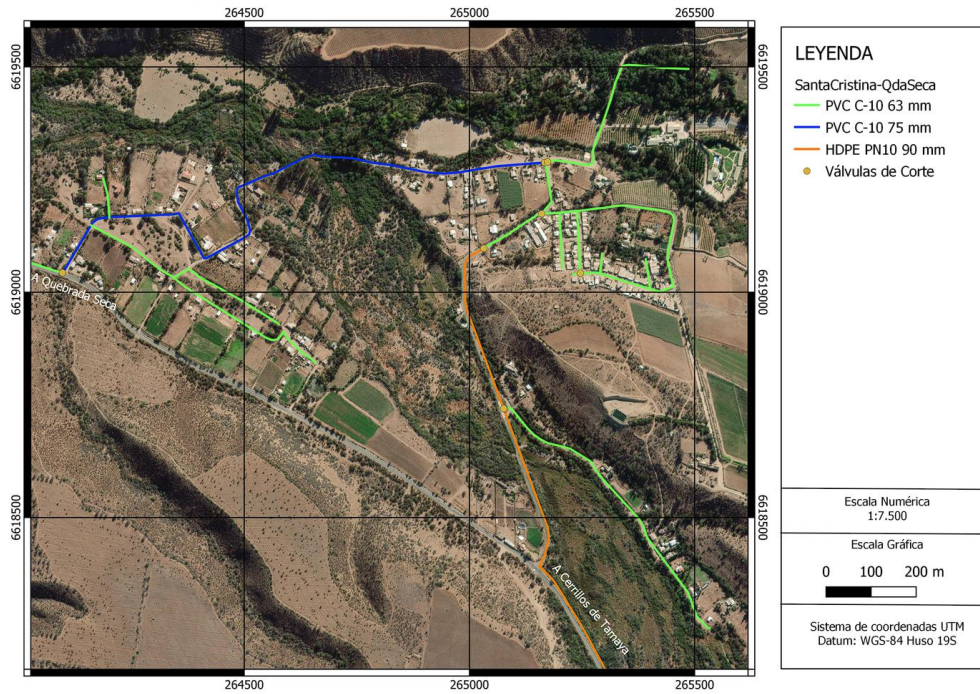 264500
265000
265500
6619500
6619500
6619000
6619000
6618500
6618500
A Quebrada Seca
A Cerrillos de Tamaya
264500
265000
265500
LEYENDA
SantaCristina-QdaSeca
PVC C-10 63 mm
PVC C-10 75 mm
HDPE PN10 90 mm
Válvulas de Corte
Escala Numérica
1:7.500
Escala Gráfica
0 100 200 m
Sistema de coordenadas UTM
Datum: WGS-84 Huso 19S